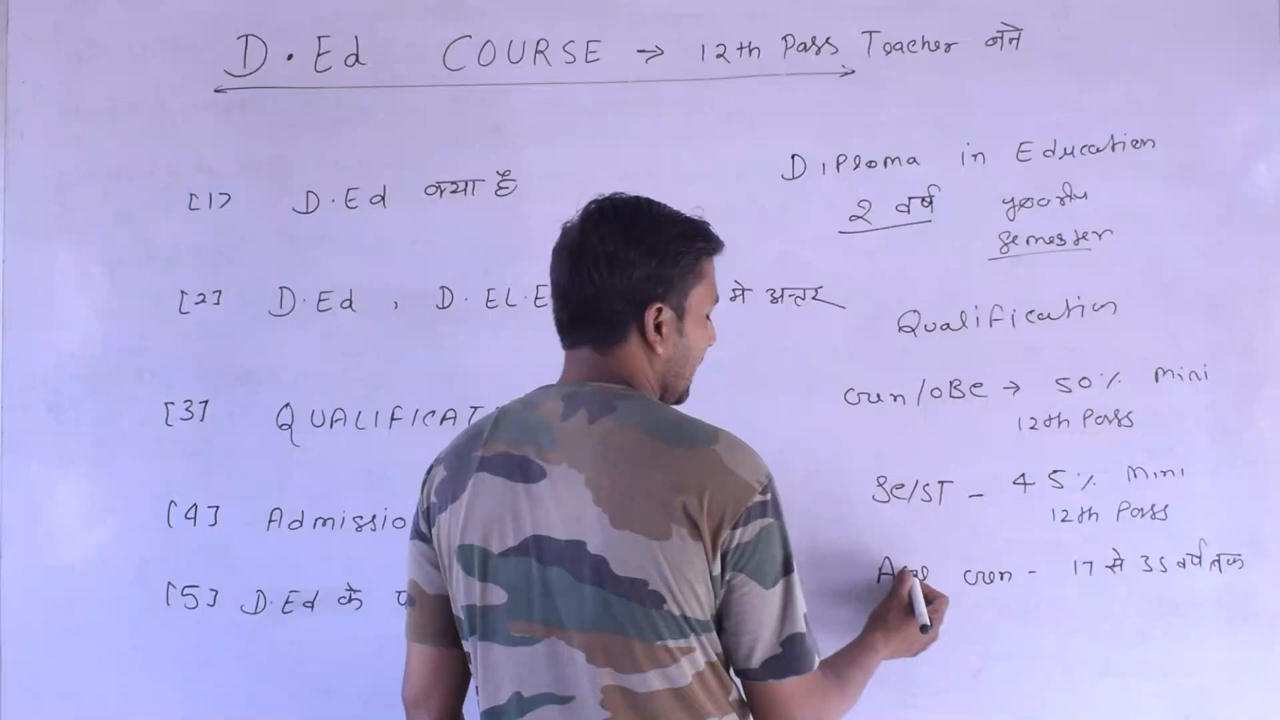 D.Ed COURSE → 12th Pass Teacher बने
[1] D.Ed क्या है
[2] D.Ed , D.EL.E मे अन्तर
[3] QUALIFICAT
[4] Admissio
[5] D.Ed के
Diploma in Education
2 वर्ष yearly
semester
Qualification
Gen/OBC → 50% Mini
12th Pass
SC/ST - 45% Mini
12th Pass
Age Gen - 17 से 35 वर्ष तक